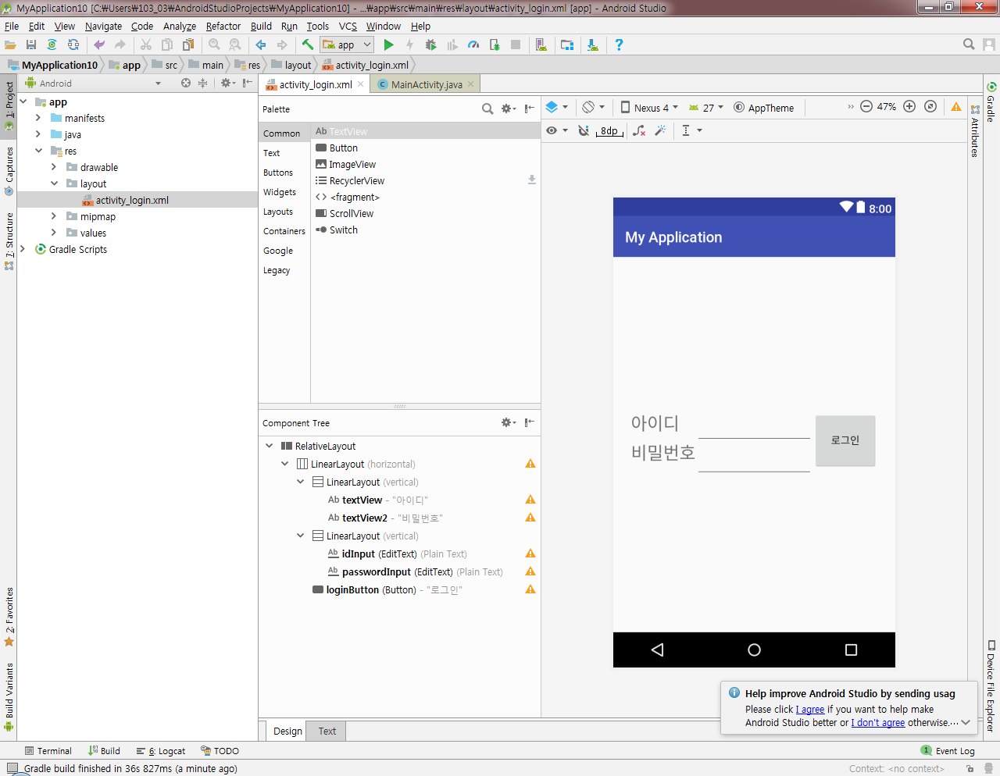 MyApplication10 [C:\Users\103_03\AndroidStudioProjects\MyApplication10] - ...\app\src\main\res\layout\activity_login.xml [app] - Android Studio
File Edit View Navigate Code Analyze Refactor Build Run Tools VCS Window Help
app
MyApplication10 app src main res layout activity_login.xml
Android
activity_login.xml MainActivity.java
1: Project
Captures
7: Structure
2: Favorites
Build Variants
app
manifests
java
res
drawable
layout
activity_login.xml
mipmap
values
Gradle Scripts
Palette
Common
Text
Buttons
Widgets
Layouts
Containers
Google
Legacy
Ab TextView
Button
ImageView
RecyclerView
<fragment>
ScrollView
Switch
Component Tree
RelativeLayout
LinearLayout (horizontal)
LinearLayout (vertical)
Ab textView - "아이디"
Ab textView2 - "비밀번호"
LinearLayout (vertical)
Ab idInput (EditText) (Plain Text)
Ab passwordInput (EditText) (Plain Text)
loginButton (Button) - "로그인"
Design Text
Nexus 4 27 AppTheme 47%
8dp
8:00
My Application
아이디
비밀번호
로그인
Gradle
Attributes
Device File Explorer
Help improve Android Studio by sending usag
Please click I agree if you want to help make
Android Studio better or I don't agree otherwise....
Terminal Build 6: Logcat TODO
1 Event Log
Gradle build finished in 36s 827ms (a minute ago)
Context: <no context>